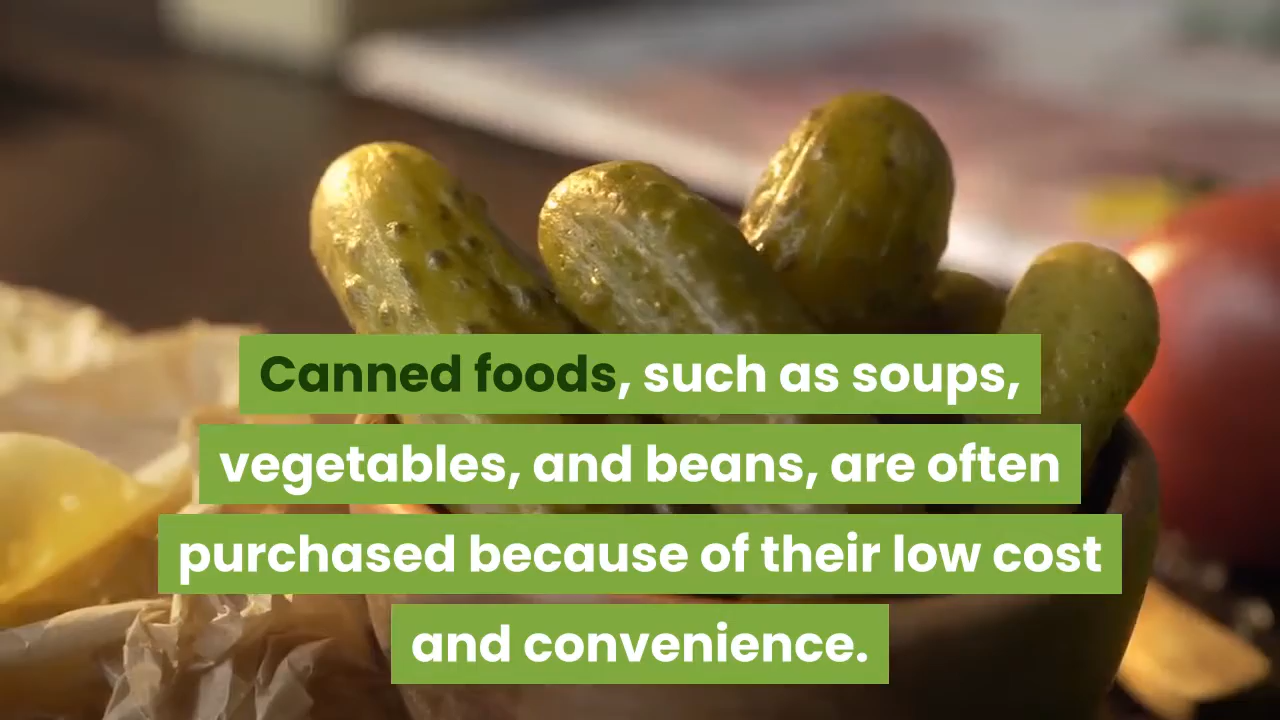 Canned foods, such as soups,
vegetables, and beans, are often
purchased because of their low cost
and convenience.